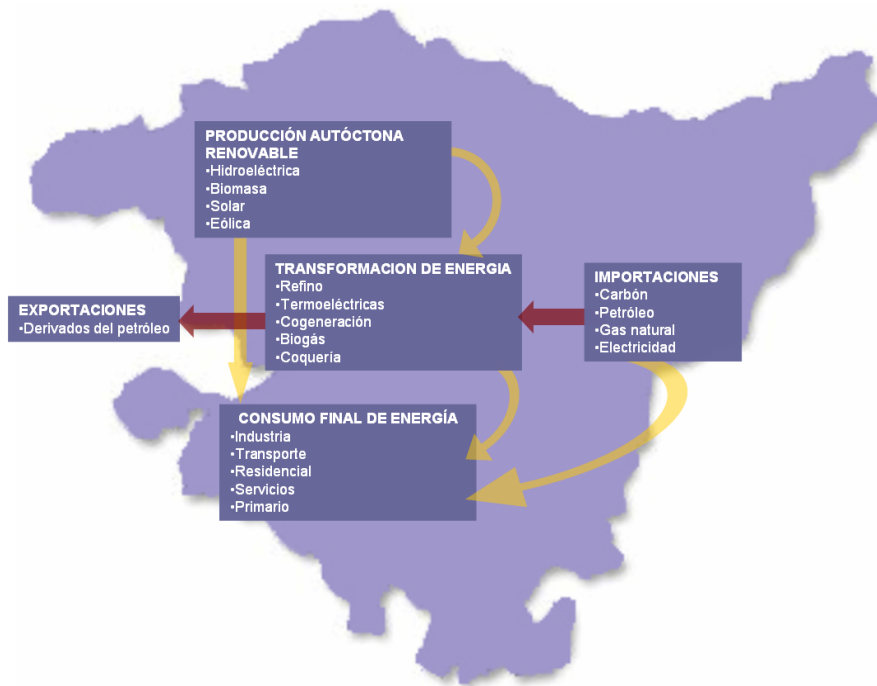 PRODUCCIÓN AUTÓCTONA
RENOVABLE
•Hidroeléctrica
•Biomasa
•Solar
•Eólica
TRANSFORMACION DE ENERGIA
•Refino
•Termoeléctricas
•Cogeneración
•Biogás
•Coquería
IMPORTACIONES
•Carbón
•Petróleo
•Gas natural
•Electricidad
EXPORTACIONES
•Derivados del petróleo
CONSUMO FINAL DE ENERGÍA
•Industria
•Transporte
•Residencial
•Servicios
•Primario